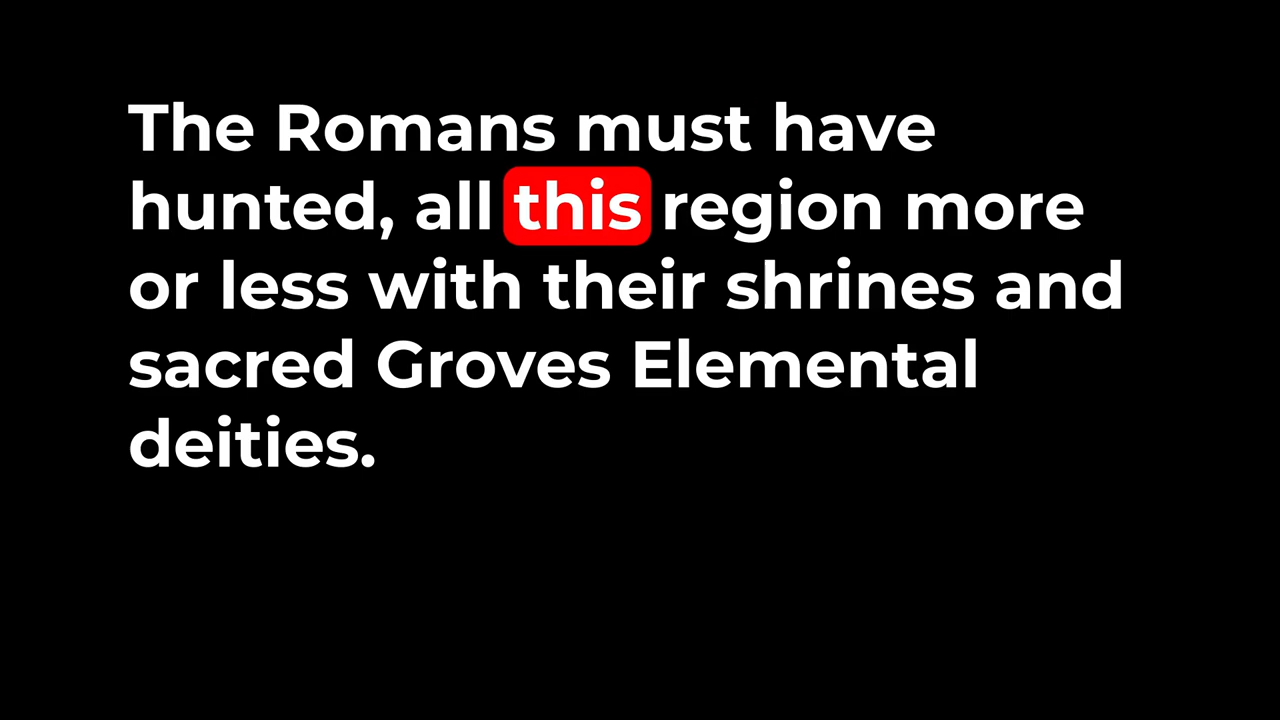 The Romans must have
hunted, all this region more
or less with their shrines and
sacred Groves Elemental
deities.